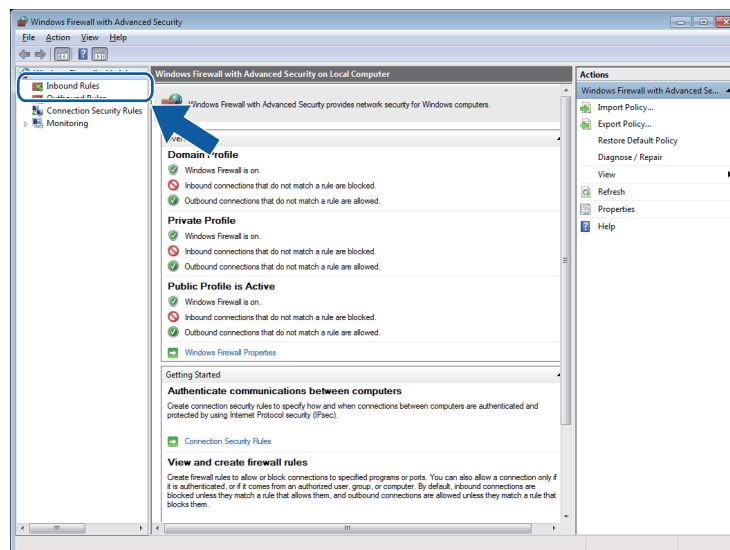 Windows Firewall with Advanced Security
File Action View Help
Inbound Rules
Outbound Rules
Connection Security Rules
Monitoring
Windows Firewall with Advanced Security on Local Computer
Windows Firewall with Advanced Security provides network security for Windows computers.
Domain Profile
Windows Firewall is on.
Inbound connections that do not match a rule are blocked.
Outbound connections that do not match a rule are allowed.
Private Profile
Windows Firewall is on.
Inbound connections that do not match a rule are blocked.
Outbound connections that do not match a rule are allowed.
Public Profile is Active
Windows Firewall is on.
Inbound connections that do not match a rule are blocked.
Outbound connections that do not match a rule are allowed.
Windows Firewall Properties
Getting Started
Authenticate communications between computers
Create connection security rules to specify how and when connections between computers are authenticated and
protected by using Internet Protocol security (IPsec).
Connection Security Rules
View and create firewall rules
Create firewall rules to allow or block connections to specified programs or ports. You can also allow a connection only if
it is authenticated, or if it comes from an authorized user, group, or computer. By default, inbound connections are
blocked unless they match a rule that allows them, and outbound connections are allowed unless they match a rule that
blocks them.
Actions
Windows Firewall with Advanced Se...
Import Policy...
Export Policy...
Restore Default Policy
Diagnose / Repair
View
Refresh
Properties
Help